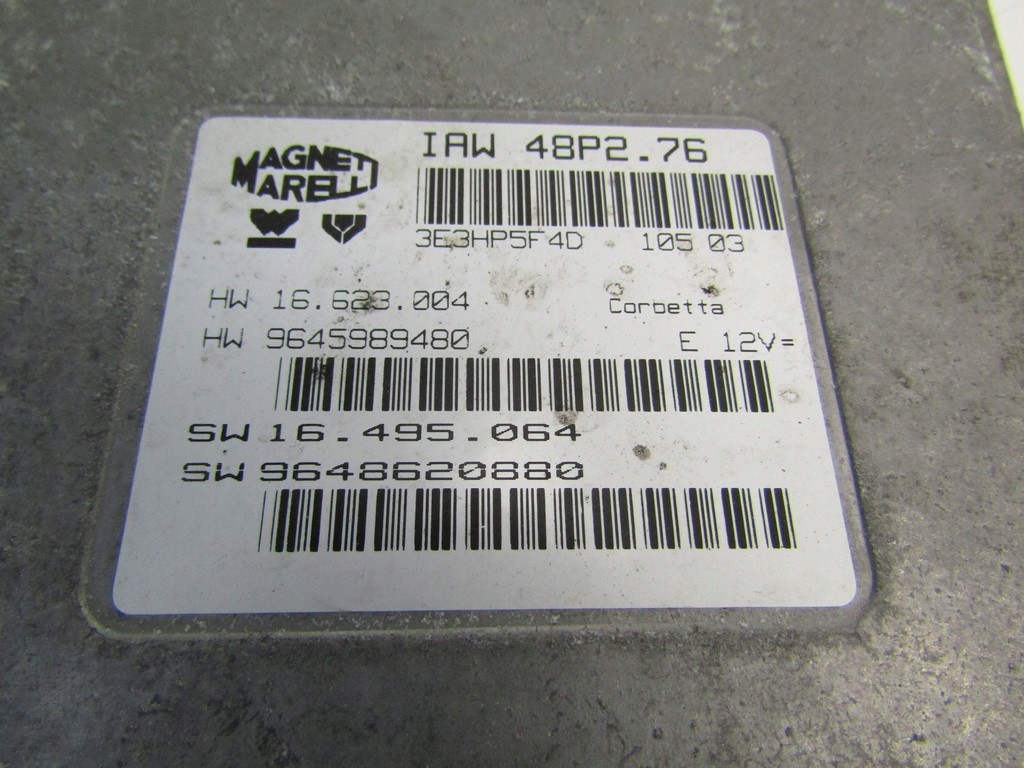 MAGNETI
MARELLI
IAW 48P2.76
3E3HP5F4D 105 03
HW 16.623.004 Corbetta
HW 9645989480 E 12V=
SW 16.495.064
SW 9648620880